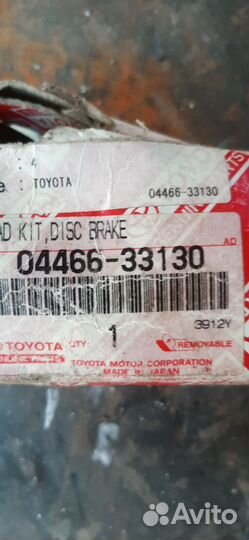 : 4
e : TOYOTA 04466-33130
AD KIT, DISC BRAKE
AD
04466-33130
3912Y
TOYOTA QTY: 1 REMOVABLE
GENUINE PARTS TOYOTA MOTOR CORPORATION
MADE IN JAPAN
PARTS
Avito